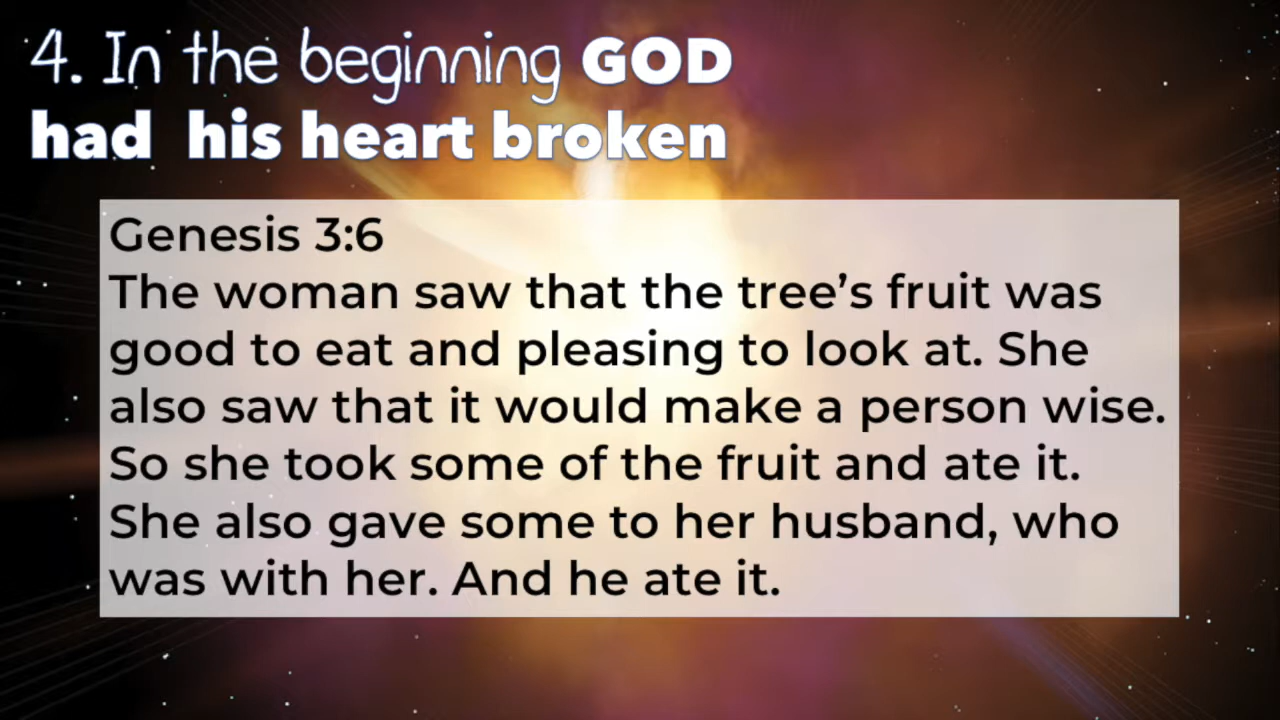 4. In the beginning GOD
had his heart broken
Genesis 3:6
The woman saw that the tree’s fruit was
good to eat and pleasing to look at. She
also saw that it would make a person wise.
So she took some of the fruit and ate it.
She also gave some to her husband, who
was with her. And he ate it.